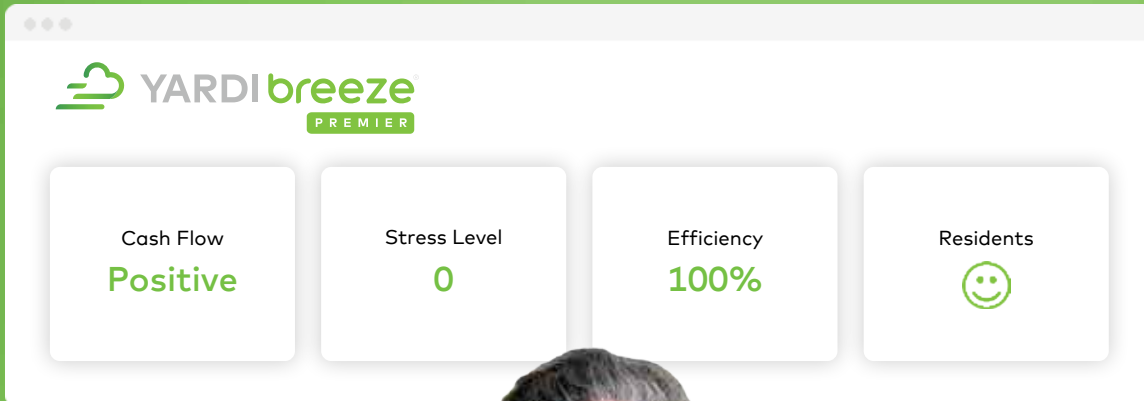 YARDI breeze
PREMIER
Cash Flow
Positive
Stress Level
0
Efficiency
100%
Residents